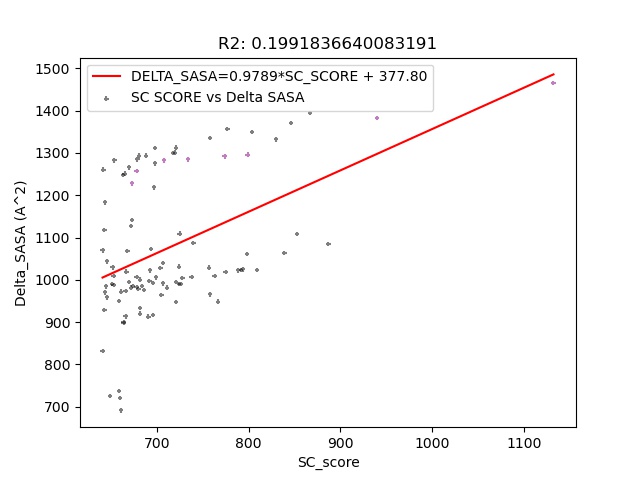 R2: 0.1991836640083191
DELTA_SASA=0.9789*SC_SCORE + 377.80
SC SCORE vs Delta SASA
1500
1400
1300
1200
1100
1000
900
800
700
Delta_SASA (A^2)
700 800 900 1000 1100
SC_score